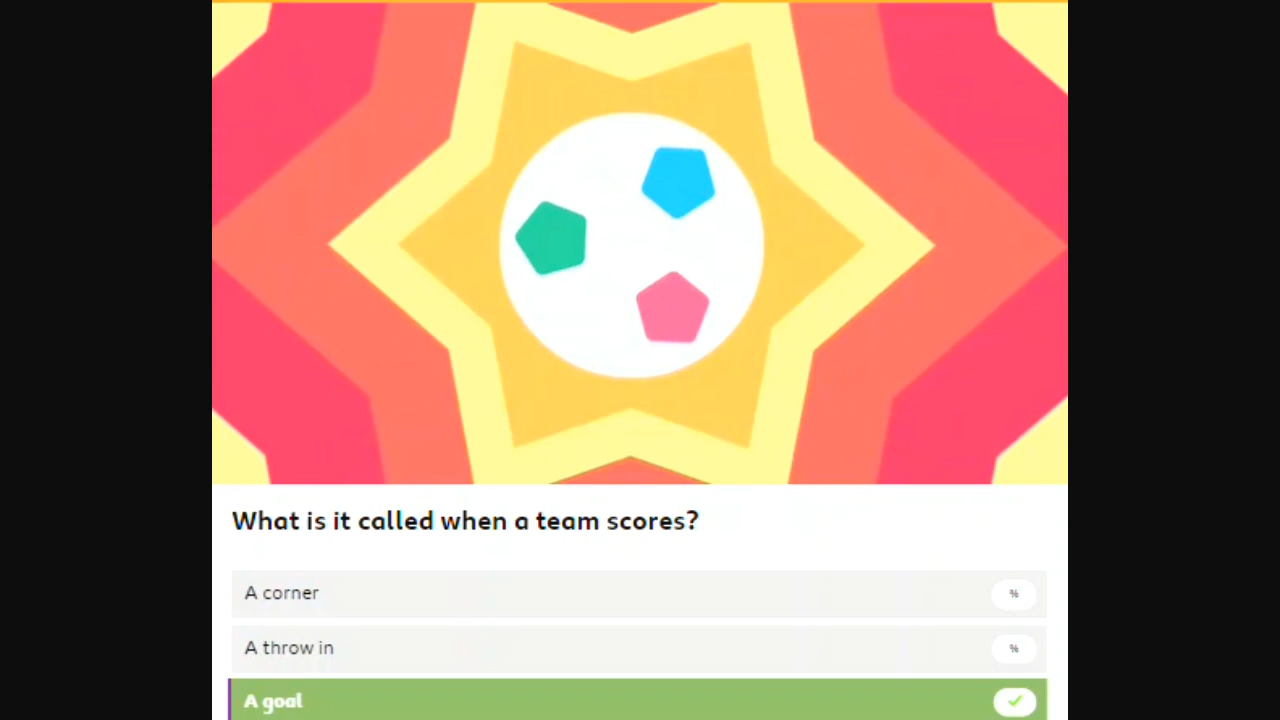 What is it called when a team scores?
A corner
%
A throw in
%
A goal